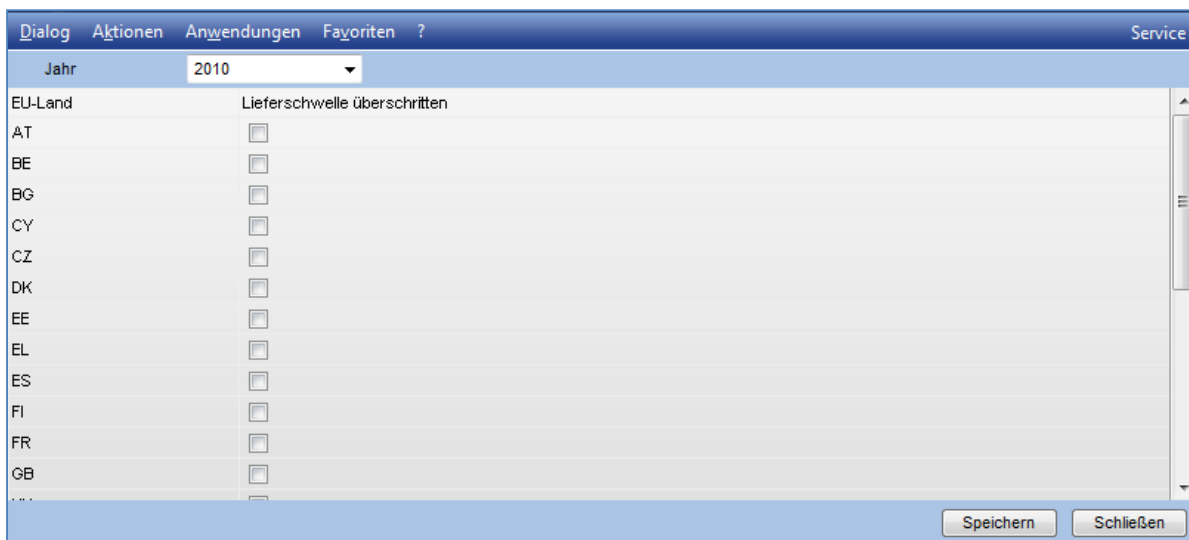 Dialog Aktionen Anwendungen Favoriten ? Service
Jahr 2010
EU-Land Lieferschwelle überschritten
AT
BE
BG
CY
CZ
DK
EE
EL
ES
FI
FR
GB
Speichern Schließen